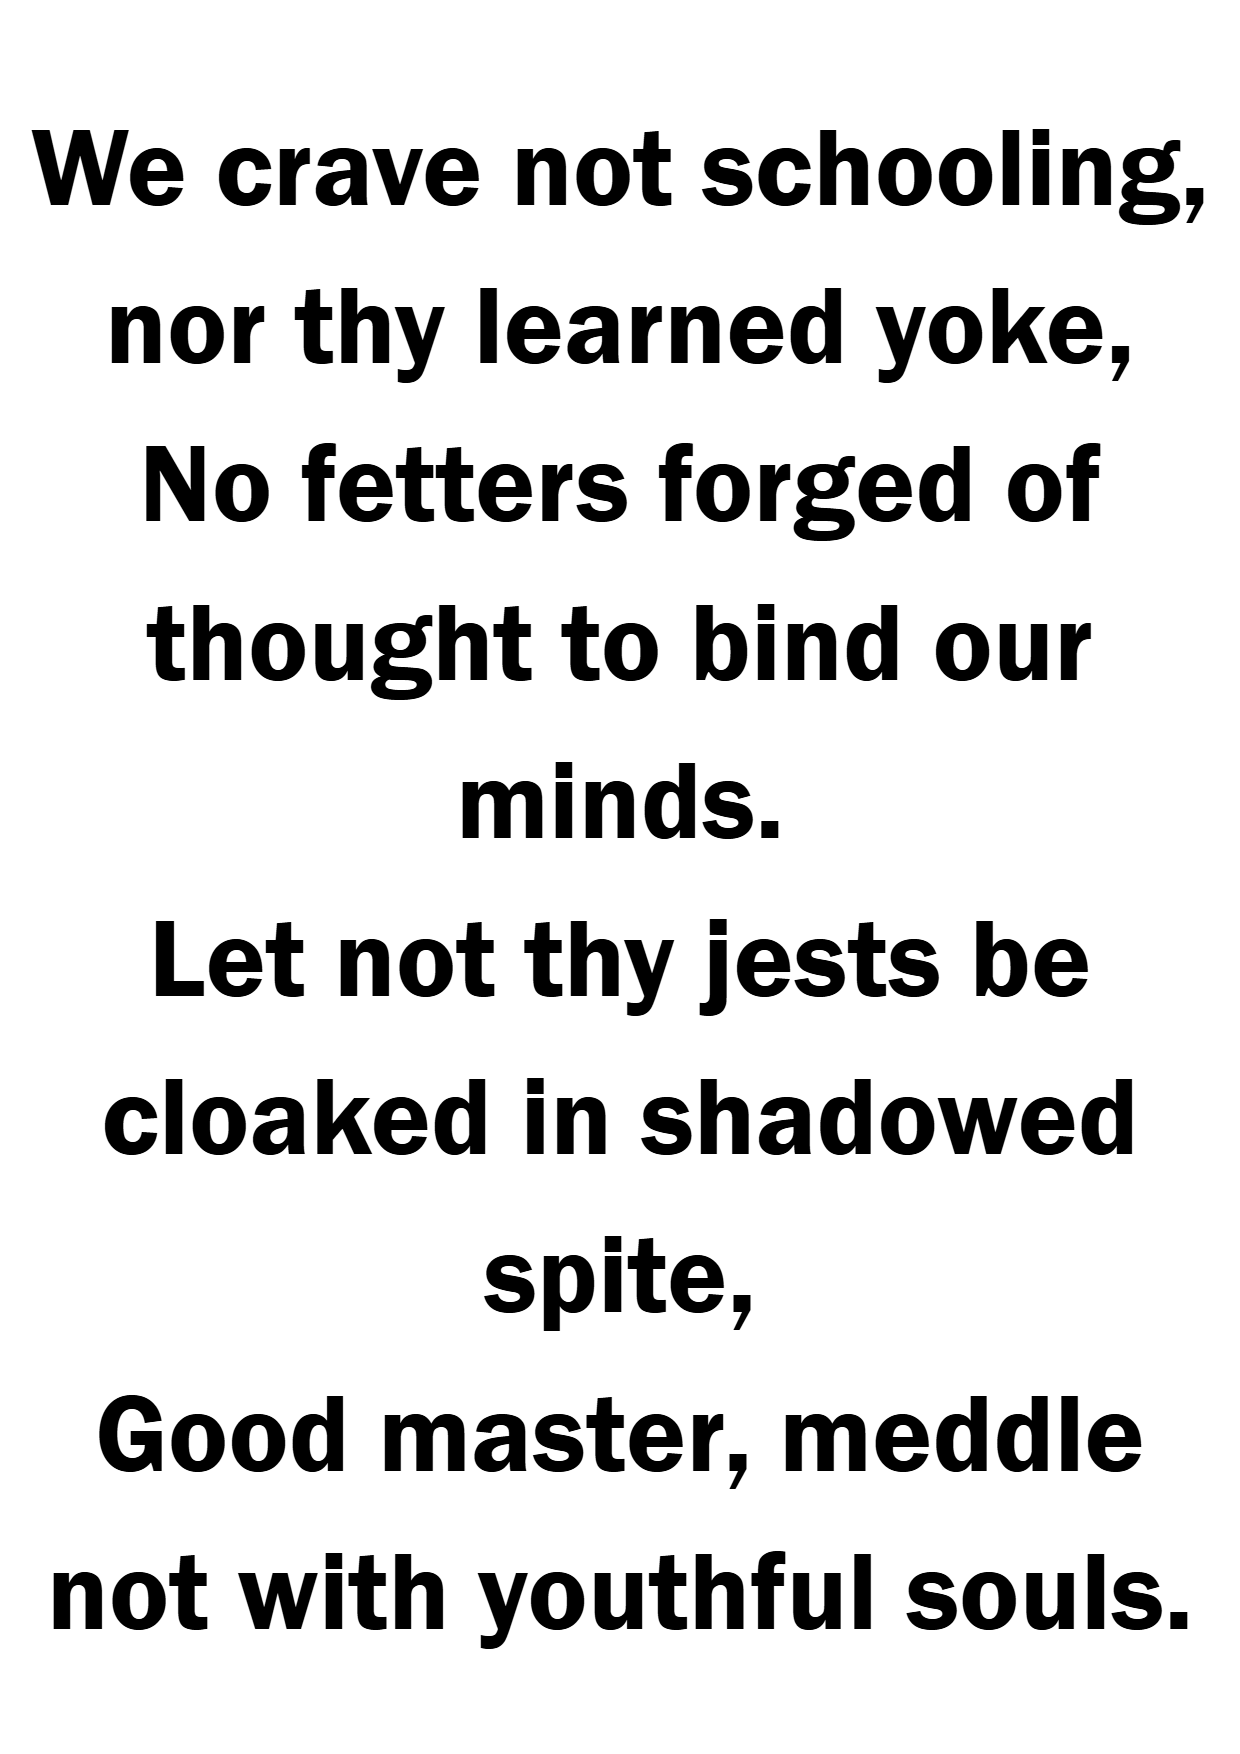 We crave not schooling,
nor thy learned yoke,
No fetters forged of
thought to bind our
minds.
Let not thy jests be
cloaked in shadowed
spite,
Good master, meddle
not with youthful souls.